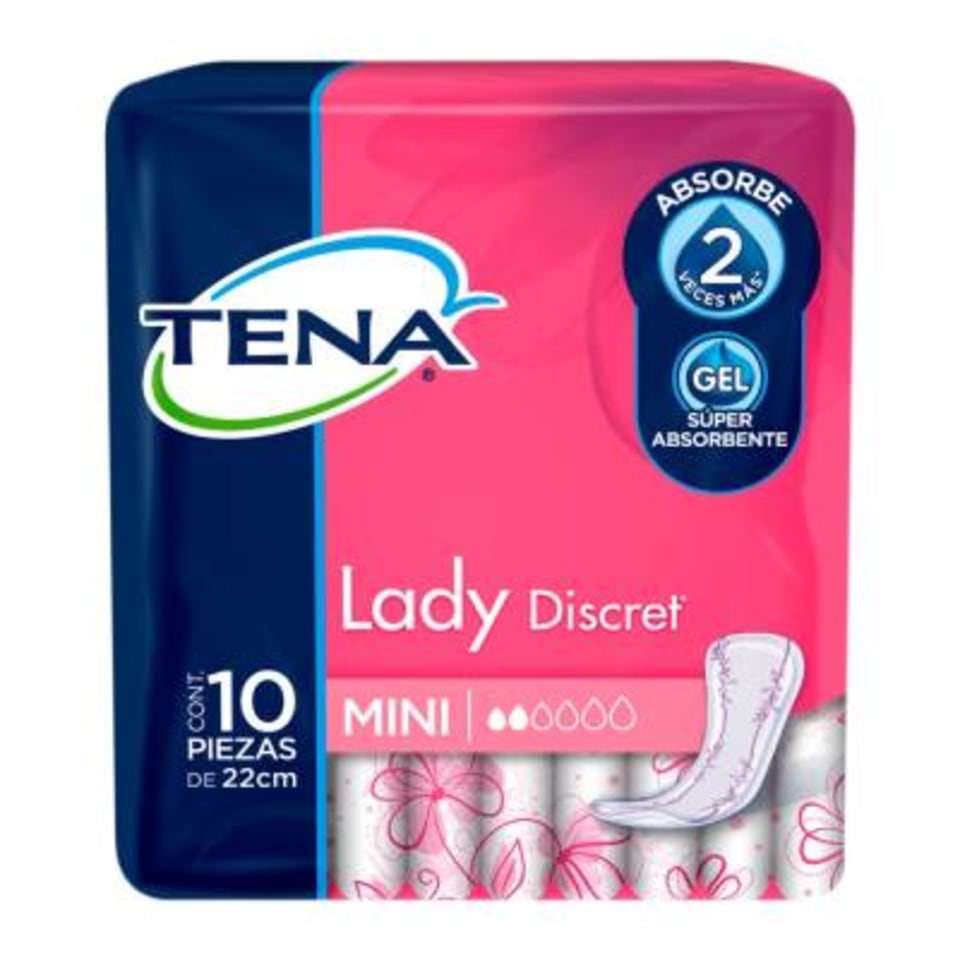 ABSORBE
2
VECES MÁS*
GEL
SÚPER
ABSORBENTE
TENA®
Lady Discret
MINI
CONT. 10
PIEZAS
DE 22cm